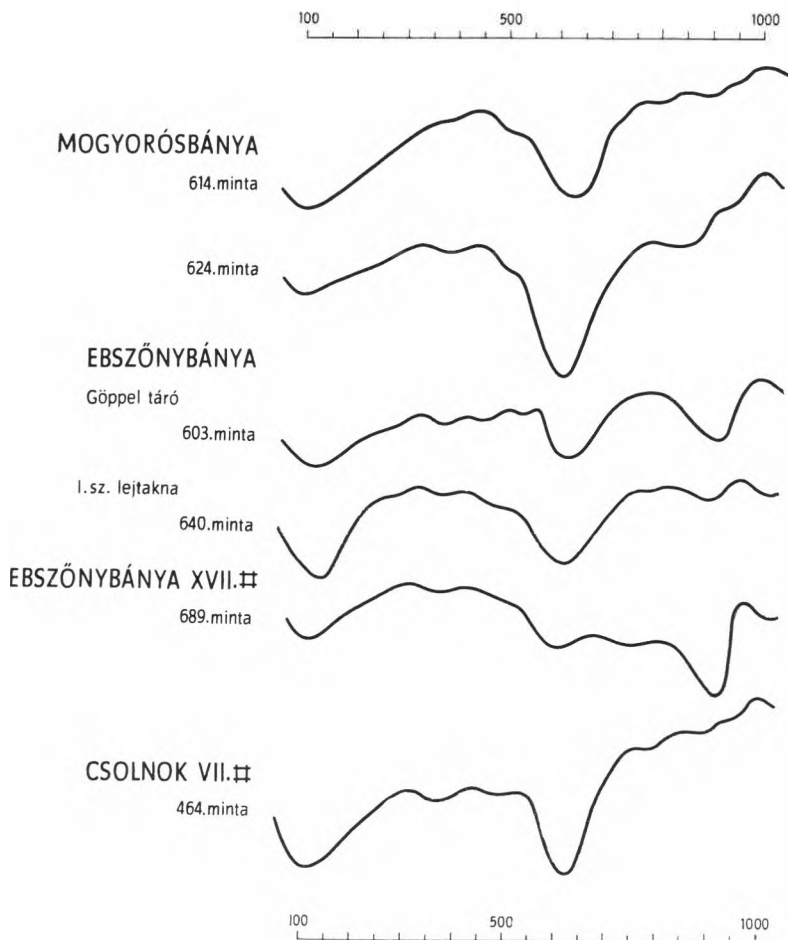 100 500 1000
MOGYORÓSBÁNYA
614.minta
624.minta
EBSZŐNYBÁNYA
Göppel táró
603.minta
I.sz. lejtakna
640.minta
EBSZŐNYBÁNYA XVII.⌗
689.minta
CSOLNOK VII.⌗
464.minta
100 500 1000